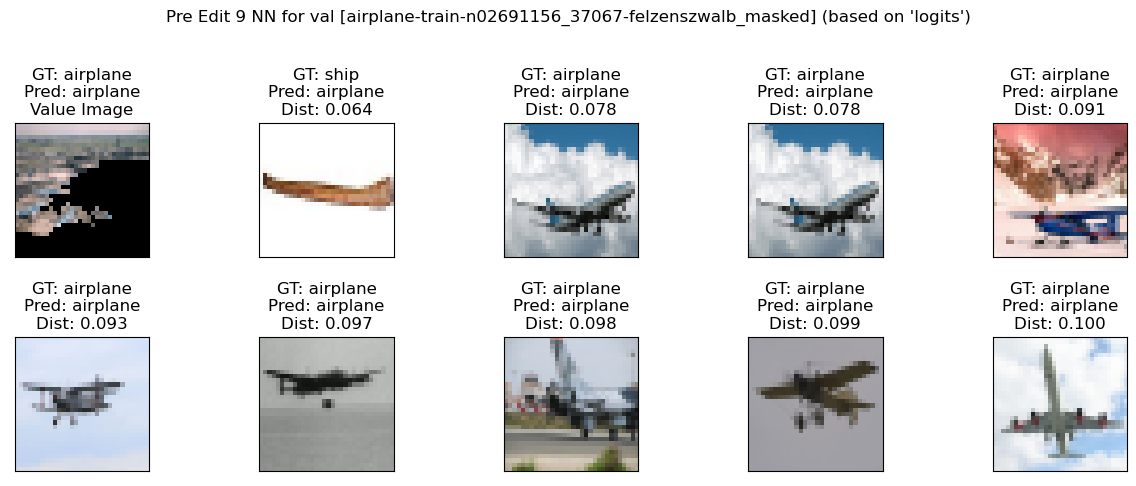 Pre Edit 9 NN for val [airplane-train-n02691156_37067-felzenszwalb_masked] (based on 'logits')
GT: airplane
Pred: airplane
Value Image
GT: ship
Pred: airplane
Dist: 0.064
GT: airplane
Pred: airplane
Dist: 0.078
GT: airplane
Pred: airplane
Dist: 0.078
GT: airplane
Pred: airplane
Dist: 0.091
GT: airplane
Pred: airplane
Dist: 0.093
GT: airplane
Pred: airplane
Dist: 0.097
GT: airplane
Pred: airplane
Dist: 0.098
GT: airplane
Pred: airplane
Dist: 0.099
GT: airplane
Pred: airplane
Dist: 0.100